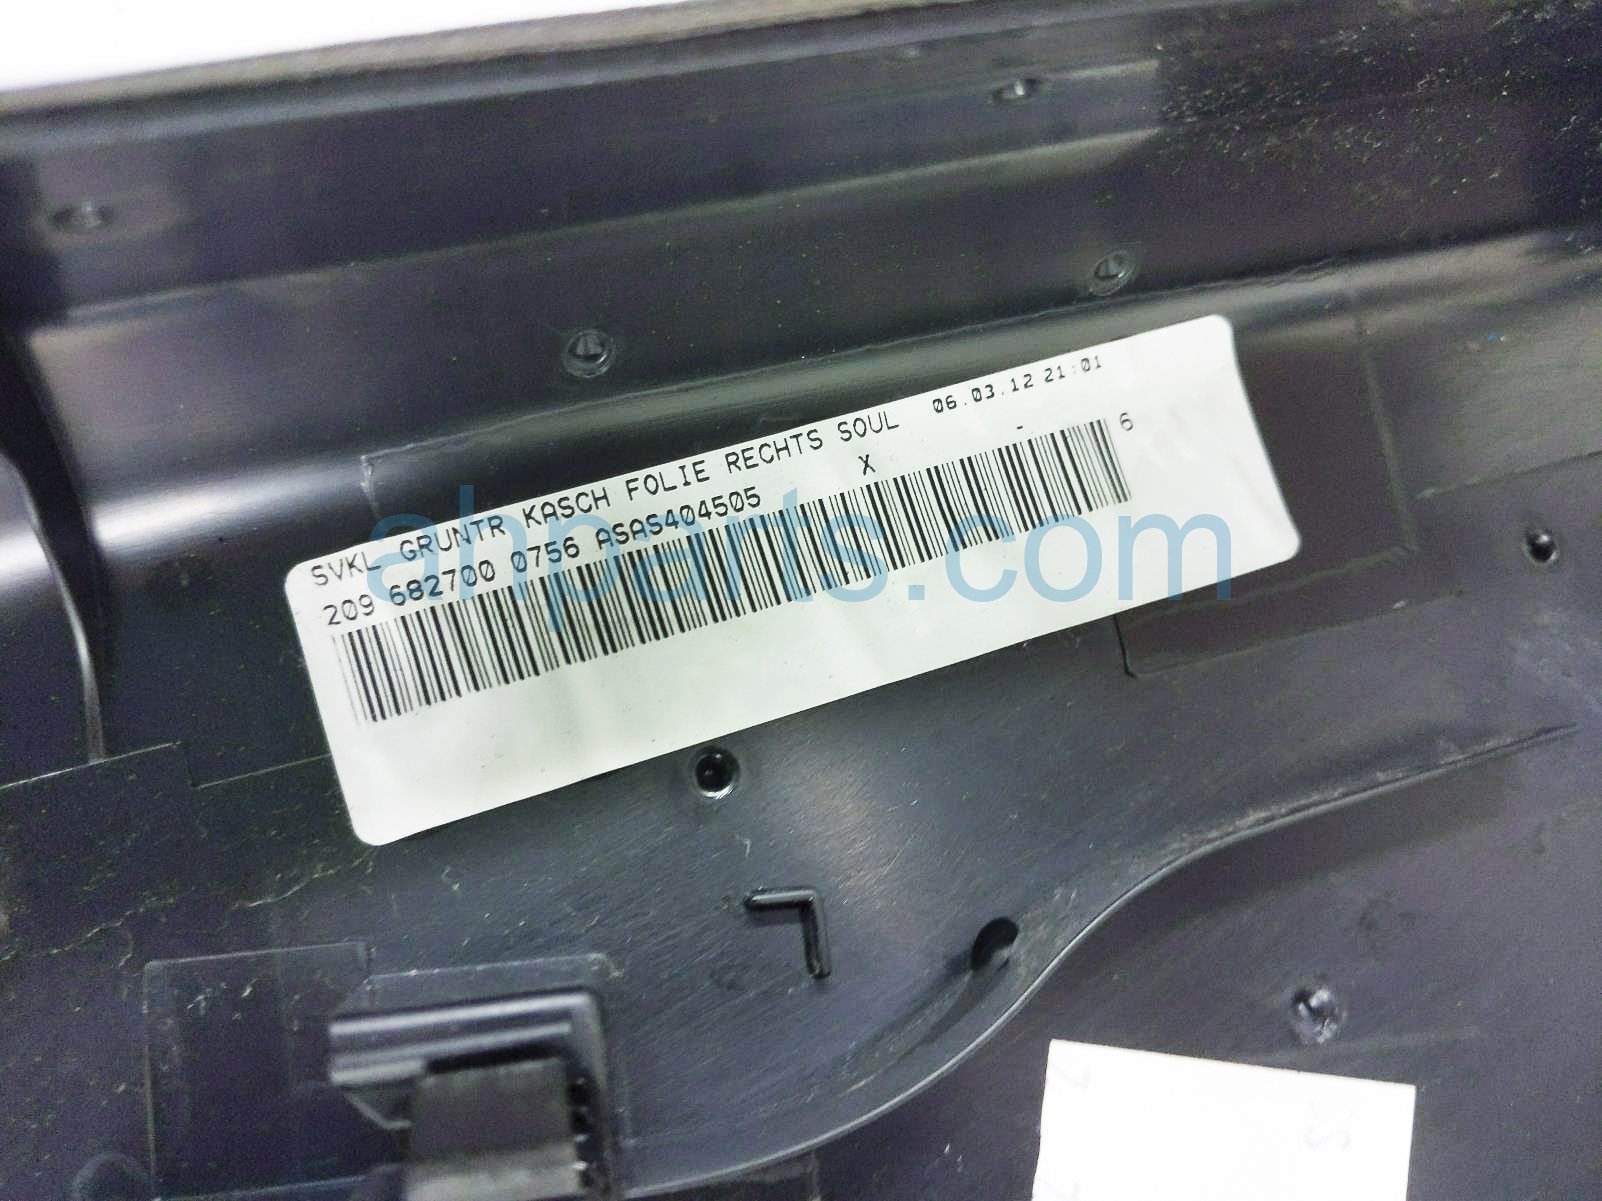 SVKL GRUNTR KASCH FOLIE RECHTS SOUL 06.03.12 21:01
209 682700 0756 ASAS404505 X - 6
ahparts.com